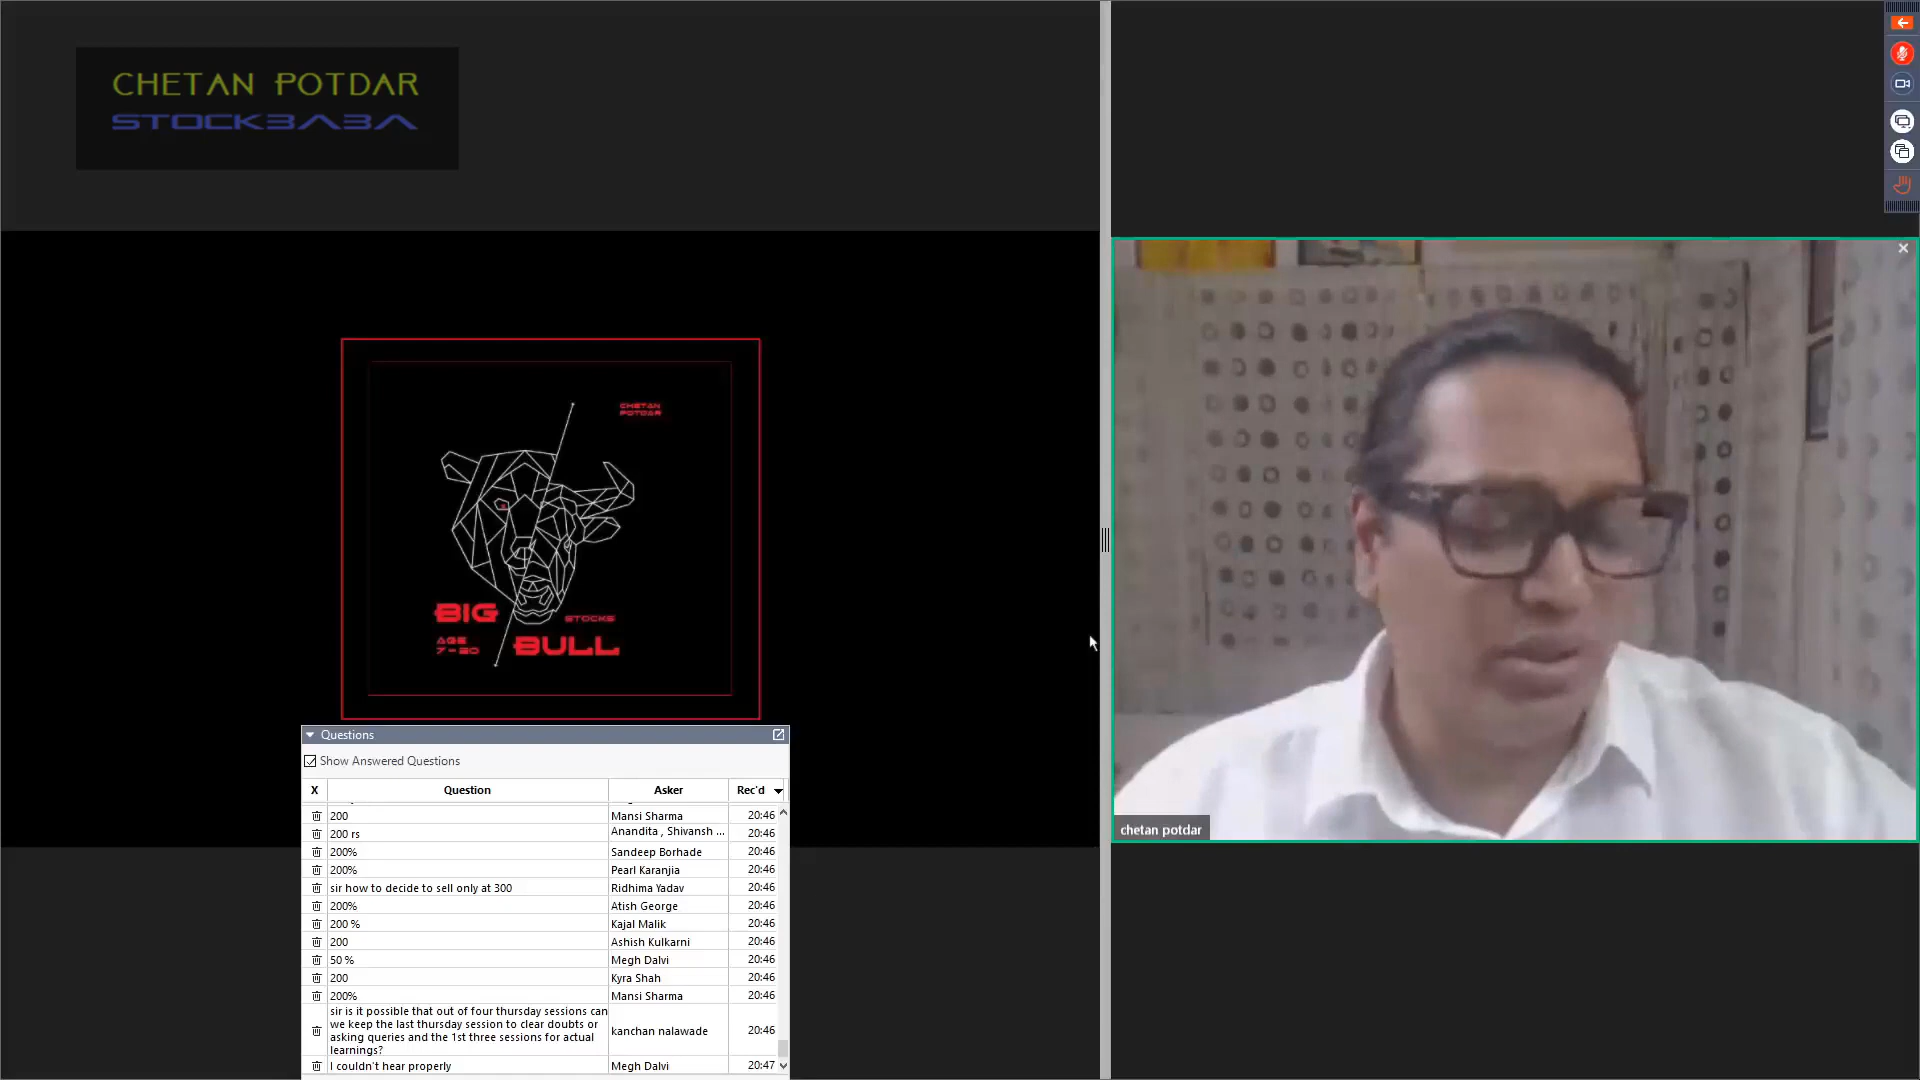 CHETAN POTDAR
STOCKBABA
CHETAN
POTDAR
BIG
STOCKS
AGE
7-20
BULL
Questions
Show Answered Questions
X Question Asker Rec'd
200 Mansi Sharma 20:46
200 rs Anandita , Shivansh ... 20:46
200% Sandeep Borhade 20:46
200% Pearl Karanjia 20:46
sir how to decide to sell only at 300 Ridhima Yadav 20:46
200% Atish George 20:46
200 % Kajal Malik 20:46
200 Ashish Kulkarni 20:46
50 % Megh Dalvi 20:46
200 Kyra Shah 20:46
200% Mansi Sharma 20:46
sir is it possible that out of four thursday sessions can
we keep the last thursday session to clear doubts or
asking queries and the 1st three sessions for actual
learnings?
kanchan nalawade 20:46
I couldn't hear properly Megh Dalvi 20:47
chetan potdar